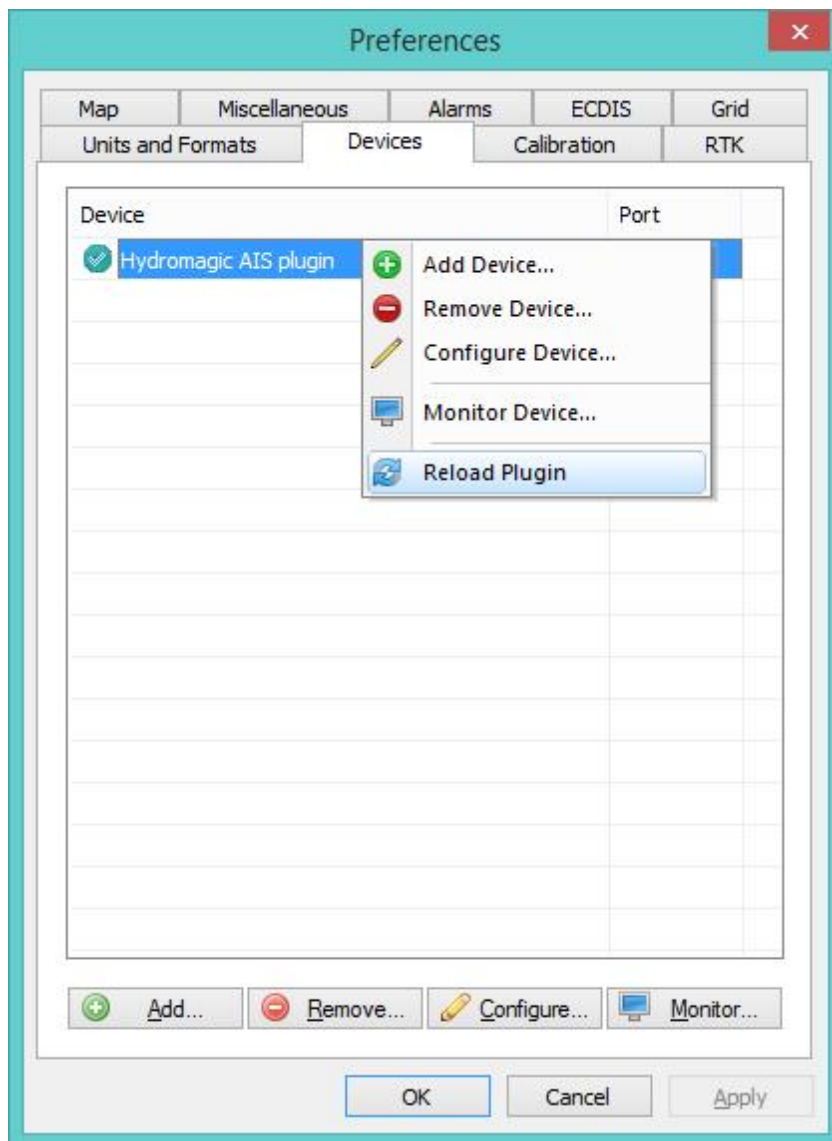 Preferences
Map Miscellaneous Alarms ECDIS Grid
Units and Formats Devices Calibration RTK
Device Port
Hydromagic AIS plugin
Add Device...
Remove Device...
Configure Device...
Monitor Device...
Reload Plugin
Add... Remove... Configure... Monitor...
OK Cancel Apply